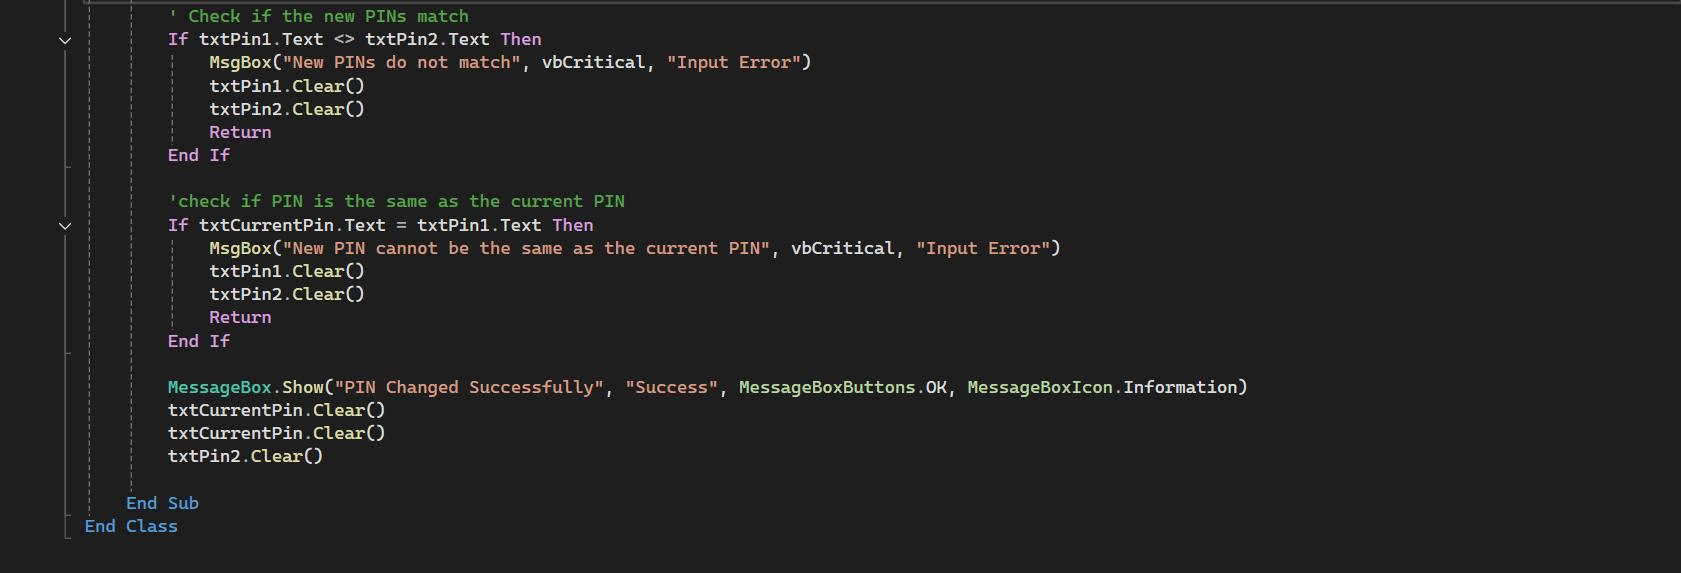 ' Check if the new PINs match
If txtPin1.Text <> txtPin2.Text Then
MsgBox("New PINs do not match", vbCritical, "Input Error")
txtPin1.Clear()
txtPin2.Clear()
Return
End If
'check if PIN is the same as the current PIN
If txtCurrentPin.Text = txtPin1.Text Then
MsgBox("New PIN cannot be the same as the current PIN", vbCritical, "Input Error")
txtPin1.Clear()
txtPin2.Clear()
Return
End If
MessageBox.Show("PIN Changed Successfully", "Success", MessageBoxButtons.OK, MessageBoxIcon.Information)
txtCurrentPin.Clear()
txtCurrentPin.Clear()
txtPin2.Clear()
End Sub
End Class